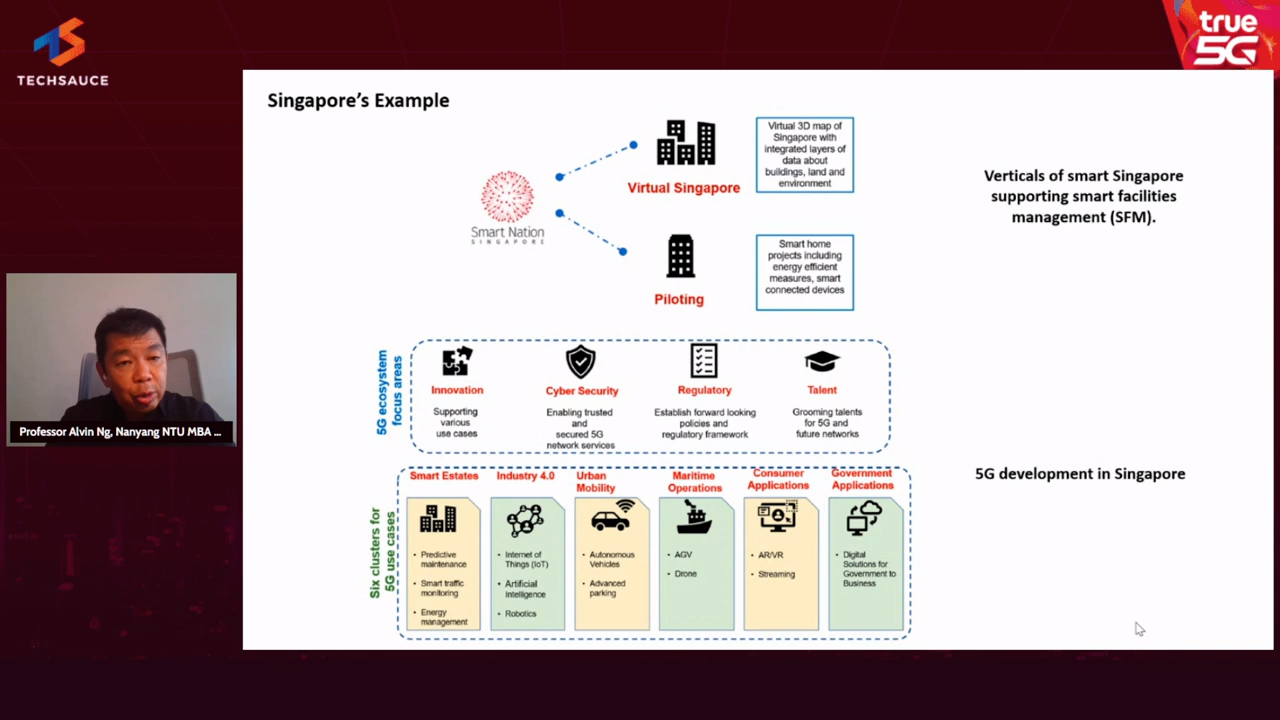 TECHSAUCE
true
5G
Singapore's Example
Smart Nation
SINGAPORE
Virtual Singapore
Virtual 3D map of
Singapore with
integrated layers of
data about
buildings, land and
environment
Piloting
Smart home
projects including
energy efficient
measures, smart
connected devices
Verticals of smart Singapore
supporting smart facilities
management (SFM).
Professor Alvin Ng, Nanyang NTU MBA ...
5G ecosystem
focus areas
Innovation
Supporting
various
use cases
Cyber Security
Enabling trusted
and
secured 5G
network services
Regulatory
Establish forward looking
policies and
regulatory framework
Talent
Grooming talents
for 5G and
future networks
Six clusters for
5G use cases
Smart Estates
• Predictive
maintenance
• Smart traffic
monitoring
• Energy
management
Industry 4.0
• Internet of
Things (IoT)
• Artificial
Intelligence
• Robotics
Urban
Mobility
• Autonomous
Vehicles
• Advanced
parking
Maritime
Operations
• AGV
• Drone
Consumer
Applications
• AR/VR
• Streaming
Government
Applications
• Digital
Solutions for
Government to
Business
5G development in Singapore